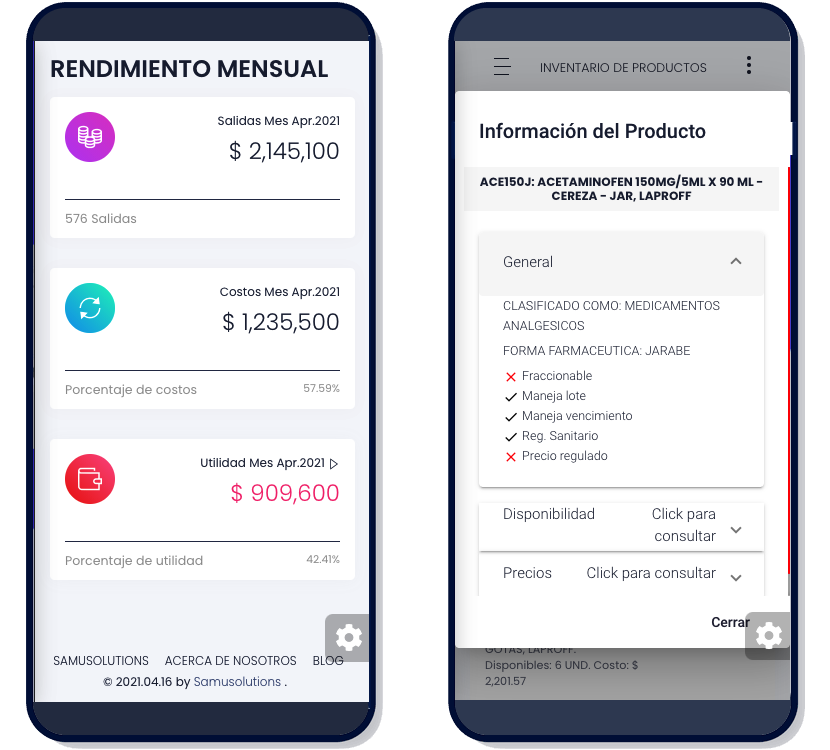 RENDIMIENTO MENSUAL
Salidas Mes Apr.2021
$ 2,145,100
576 Salidas
Costos Mes Apr.2021
$ 1,235,500
Porcentaje de costos 57.59%
Utilidad Mes Apr.2021
$ 909,600
Porcentaje de utilidad 42.41%
SAMUSOLUTIONS ACERCA DE NOSOTROS BLOG
© 2021.04.16 by Samusolutions .
INVENTARIO DE PRODUCTOS
Información del Producto
ACE150J: ACETAMINOFEN 150MG/5ML X 90 ML -
CEREZA - JAR, LAPROFF
General
CLASIFICADO COMO: MEDICAMENTOS
ANALGESICOS
FORMA FARMACEUTICA: JARABE
Fraccionable
Maneja lote
Maneja vencimiento
Reg. Sanitario
Precio regulado
Disponibilidad Click para
consultar
Precios Click para consultar
Cerrar
GOTAS, LAPROFF.
Disponibles: 6 UND. Costo: $
2,201.57